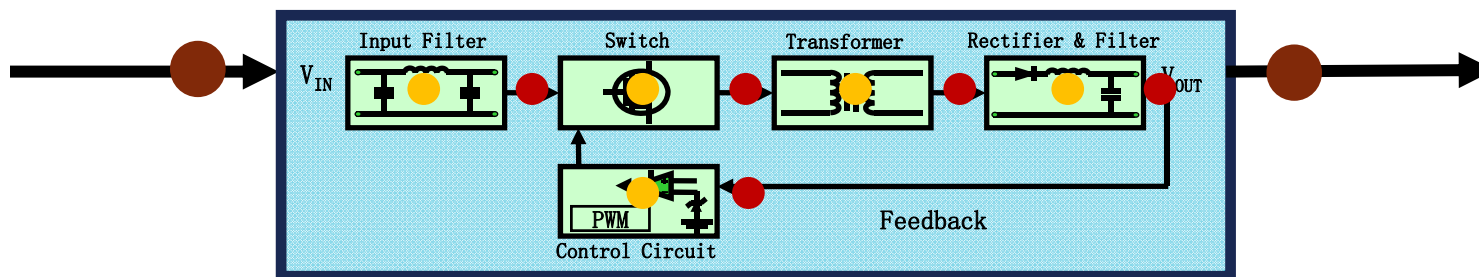 Input Filter
Switch
Transformer
Rectifier & Filter
VIN
VOUT
PWM
Feedback
Control Circuit